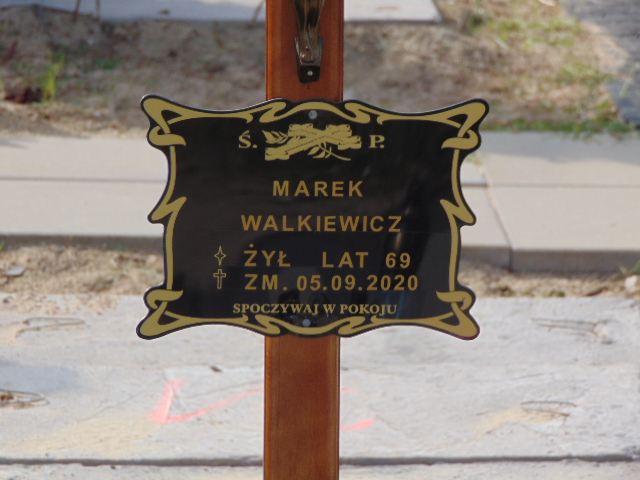 Ś. P.
MAREK
WALKIEWICZ
ŻYŁ LAT 69
ZM. 05.09.2020
SPOCZYWAJ W POKOJU